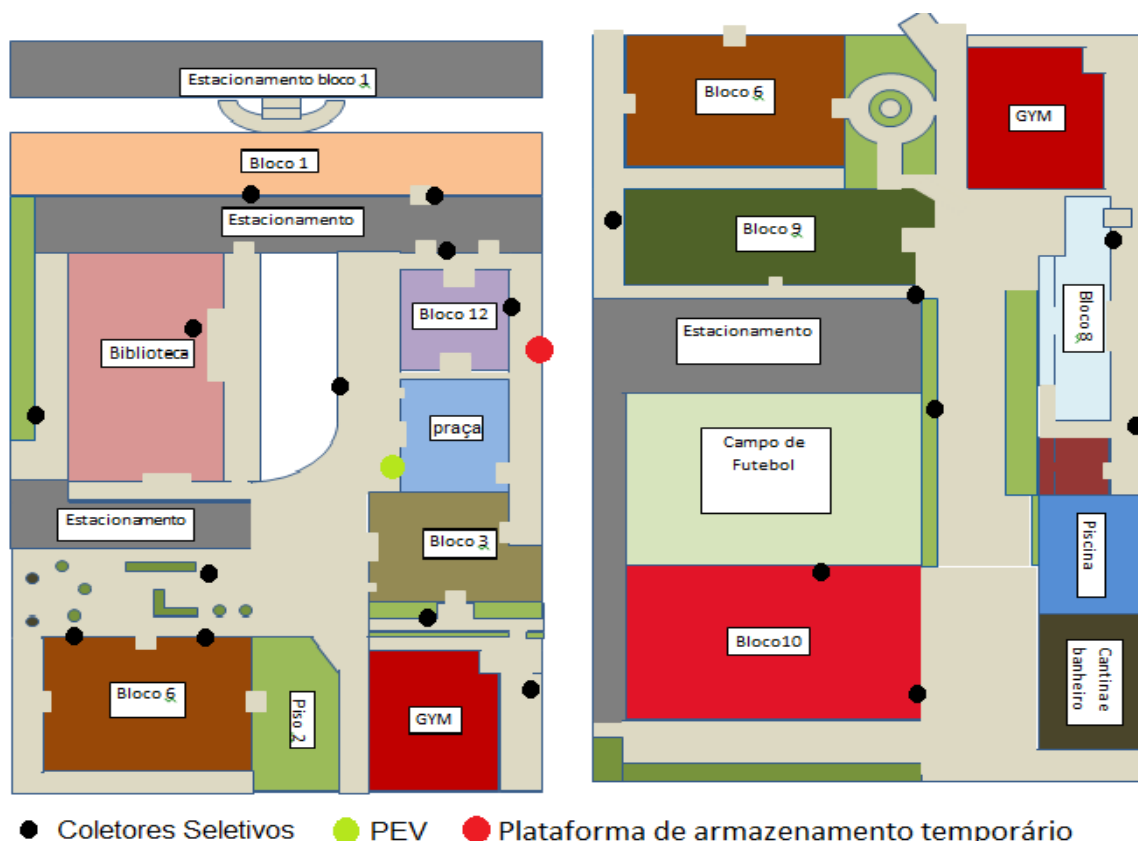 Estacionamento bloco 1
Bloco 1
Estacionamento
Bloco 12
Biblioteca
praça
Estacionamento
Bloco 3
Bloco 6
Piso 2
GYM
Bloco 6
GYM
Bloco 9
Bloco 8
Estacionamento
Campo de
Futebol
Piscina
Bloco10
Cantina e
banheiro
Coletores Seletivos
PEV
Plataforma de armazenamento temporário